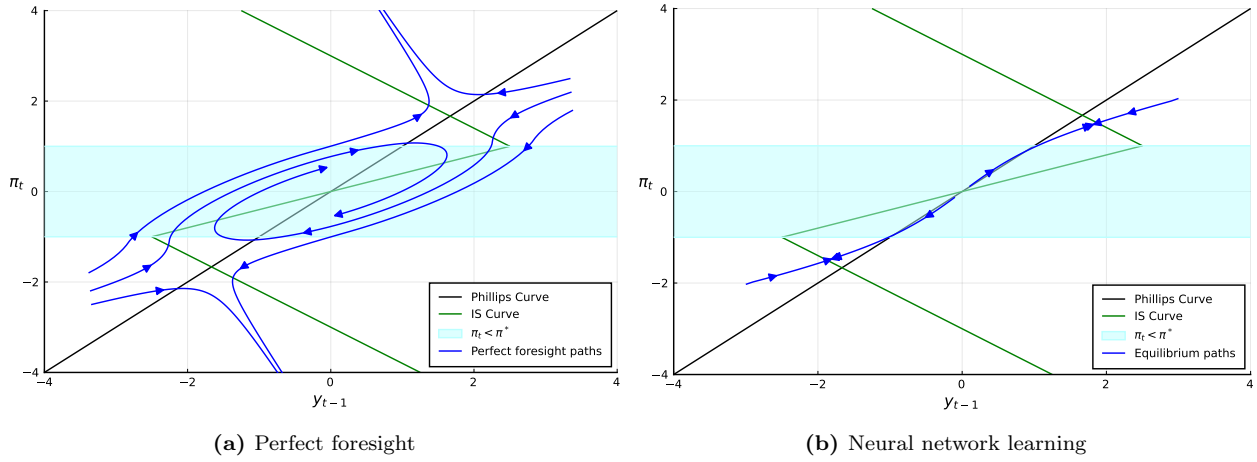 4
2
0
−2
−4
π_t
−4
−2
0
2
4
y_{t−1}
Phillips Curve
IS Curve
π_t < π^*
Perfect foresight paths
(a) Perfect foresight
4
2
0
−2
−4
π_t
−4
−2
0
2
4
y_{t−1}
Phillips Curve
IS Curve
π_t < π^*
Equilibrium paths
(b) Neural network learning